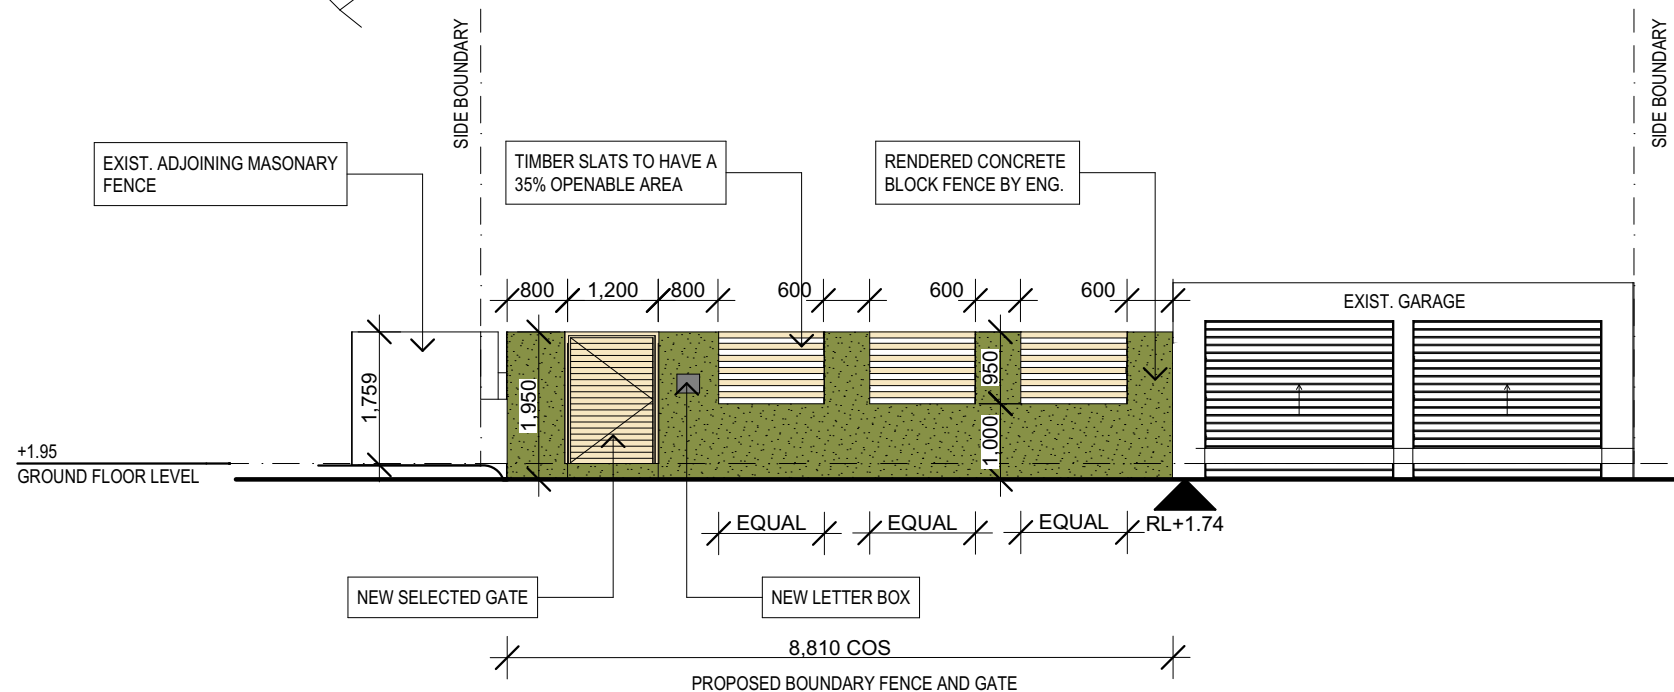 SIDE BOUNDARY
SIDE BOUNDARY
EXIST. ADJOINING MASONARY
FENCE
TIMBER SLATS TO HAVE A
35% OPENABLE AREA
RENDERED CONCRETE
BLOCK FENCE BY ENG.
800
1,200
800
600
600
600
EXIST. GARAGE
1,759
1,950
950
1,000
+1.95
GROUND FLOOR LEVEL
EQUAL
EQUAL
EQUAL
RL+1.74
NEW SELECTED GATE
NEW LETTER BOX
8,810 COS
PROPOSED BOUNDARY FENCE AND GATE